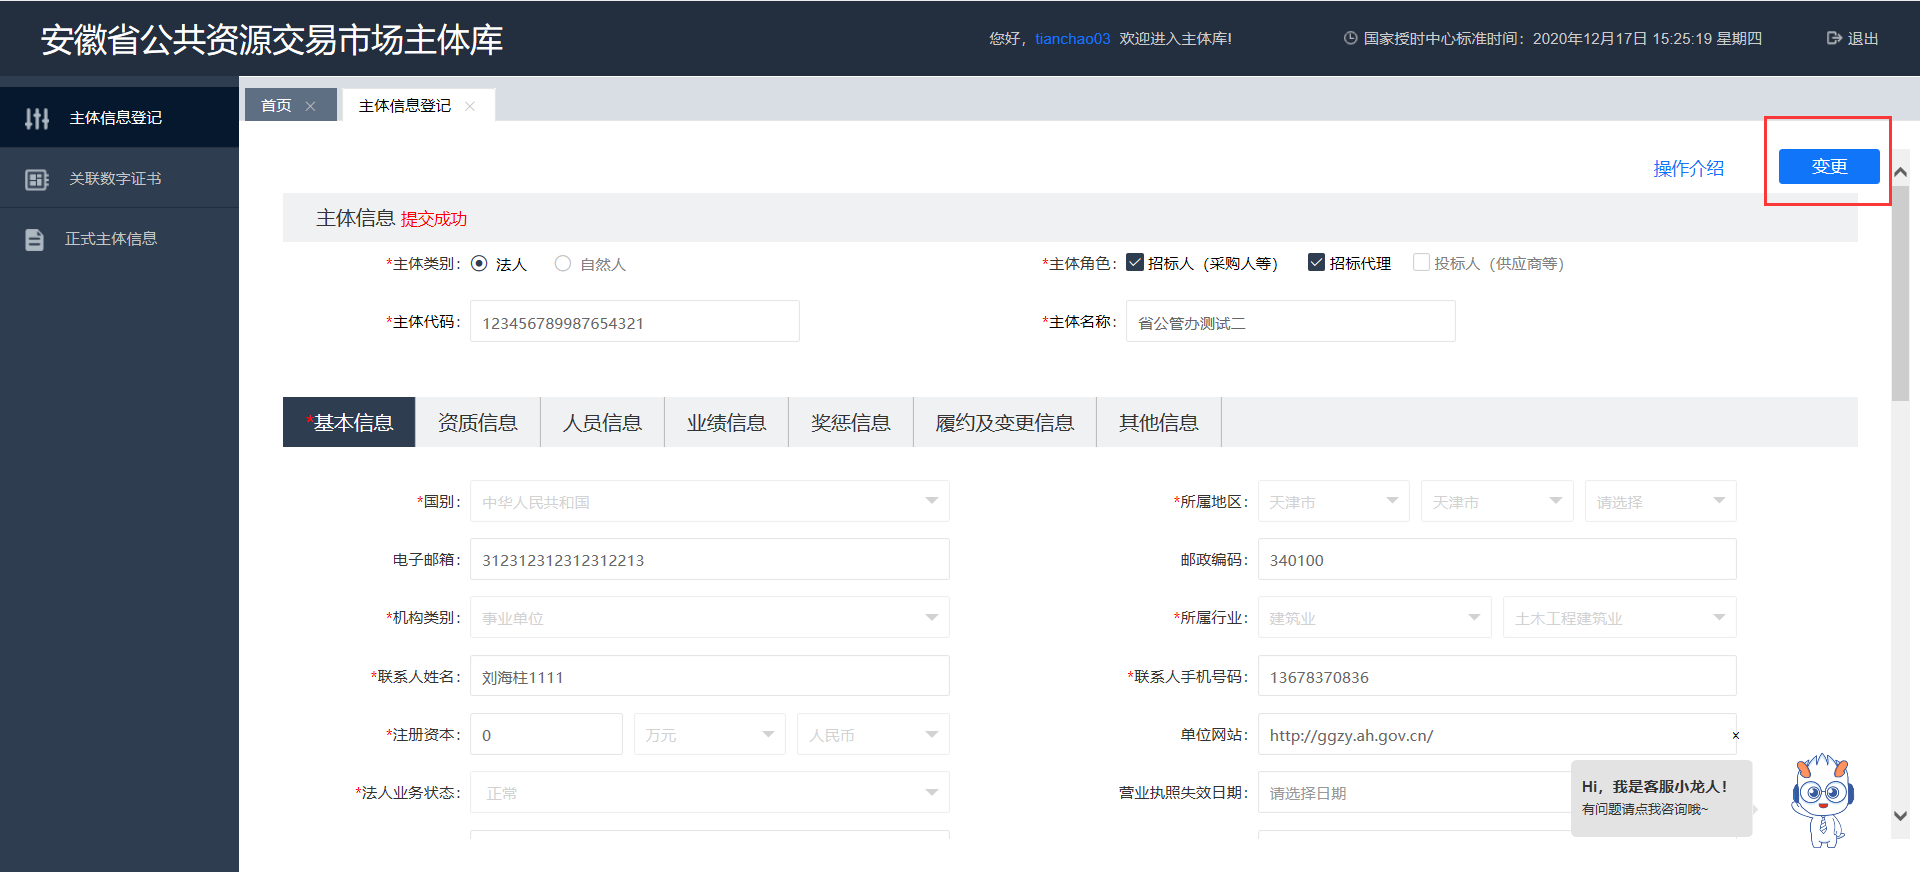 安徽省公共资源交易市场主体库
您好，tianchao03 欢迎进入主体库!
国家授时中心标准时间：2020年12月17日 15:25:19 星期四
退出
主体信息登记
关联数字证书
正式主体信息
首页 ×
主体信息登记 ×
操作介绍
变更
主体信息 提交成功
*主体类别： 法人 自然人
*主体角色： 招标人（采购人等） 招标代理 投标人（供应商等）
*主体代码： 123456789987654321
*主体名称： 省公管办测试二
*基本信息 资质信息 人员信息 业绩信息 奖惩信息 履约及变更信息 其他信息
*国别： 中华人民共和国
*所属地区： 天津市 天津市 请选择
电子邮箱： 312312312312312213
邮政编码： 340100
*机构类别： 事业单位
*所属行业： 建筑业 土木工程建筑业
*联系人姓名： 刘海柱1111
*联系人手机号码： 13678370836
*注册资本： 0 万元 人民币
单位网站： http://ggzy.ah.gov.cn/
×
*法人业务状态： 正常
营业执照失效日期： 请选择日期
Hi，我是客服小龙人！
有问题请点我咨询哦~